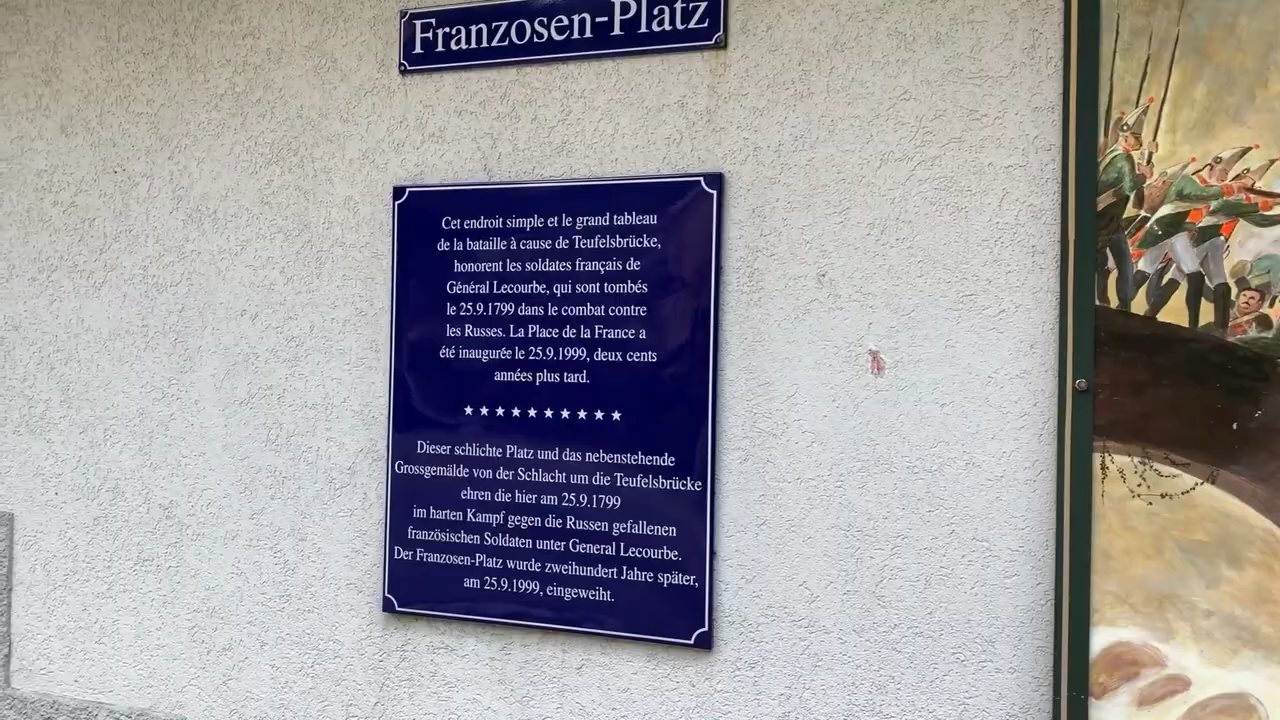 Franzosen-Platz
Cet endroit simple et le grand tableau
de la bataille à cause de Teufelsbrücke,
honorent les soldates français de
Général Lecourbe, qui sont tombés
le 25.9.1799 dans le combat contre
les Russes. La Place de la France a
été inaugurée le 25.9.1999, deux cents
années plus tard.
★ ★ ★ ★ ★ ★ ★ ★ ★ ★
Dieser schlichte Platz und das nebenstehende
Grossgemälde von der Schlacht um die Teufelsbrücke
ehren die hier am 25.9.1799
im harten Kampf gegen die Russen gefallenen
französischen Soldaten unter General Lecourbe.
Der Franzosen-Platz wurde zweihundert Jahre später,
am 25.9.1999, eingeweiht.